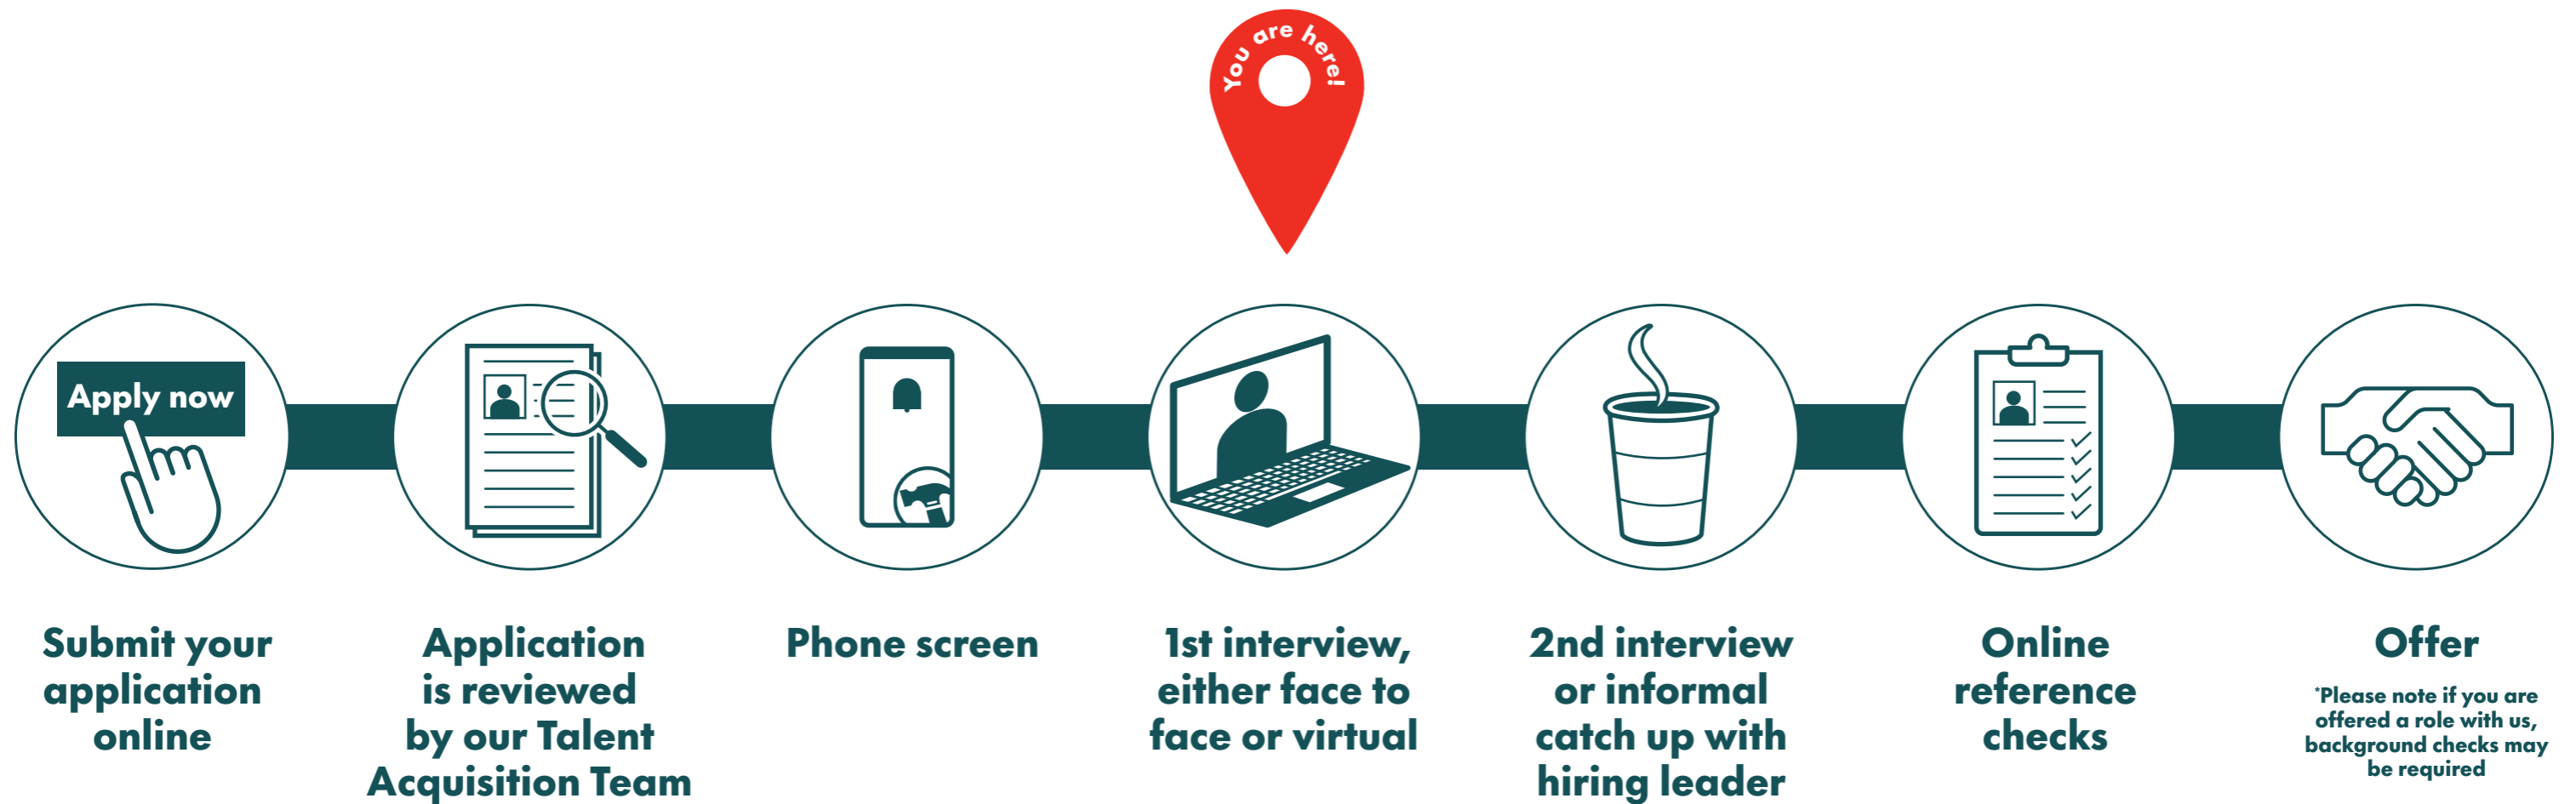 You are here!
Apply now
Submit your
application
online
Application
is reviewed
by our Talent
Acquisition Team
Phone screen
1st interview,
either face to
face or virtual
2nd interview
or informal
catch up with
hiring leader
Online
reference
checks
Offer
*Please note if you are
offered a role with us,
background checks may
be required